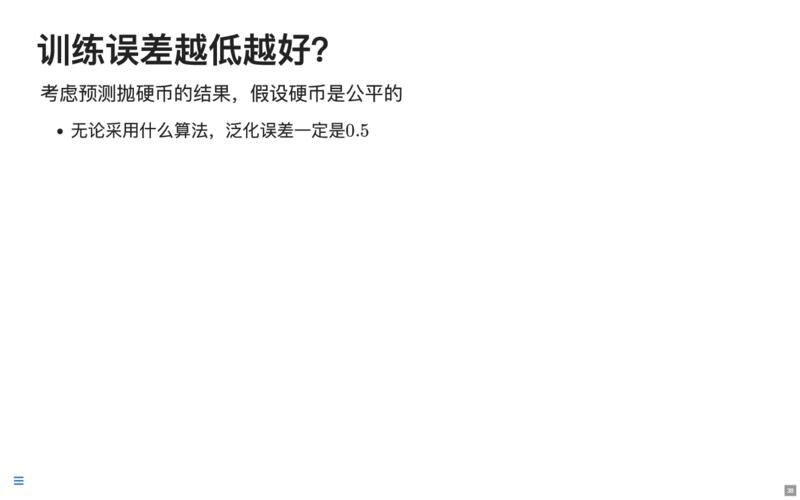 训练误差越低越好?
考虑预测抛硬币的结果，假设硬币是公平的
• 无论采用什么算法，泛化误差一定是0.5
38